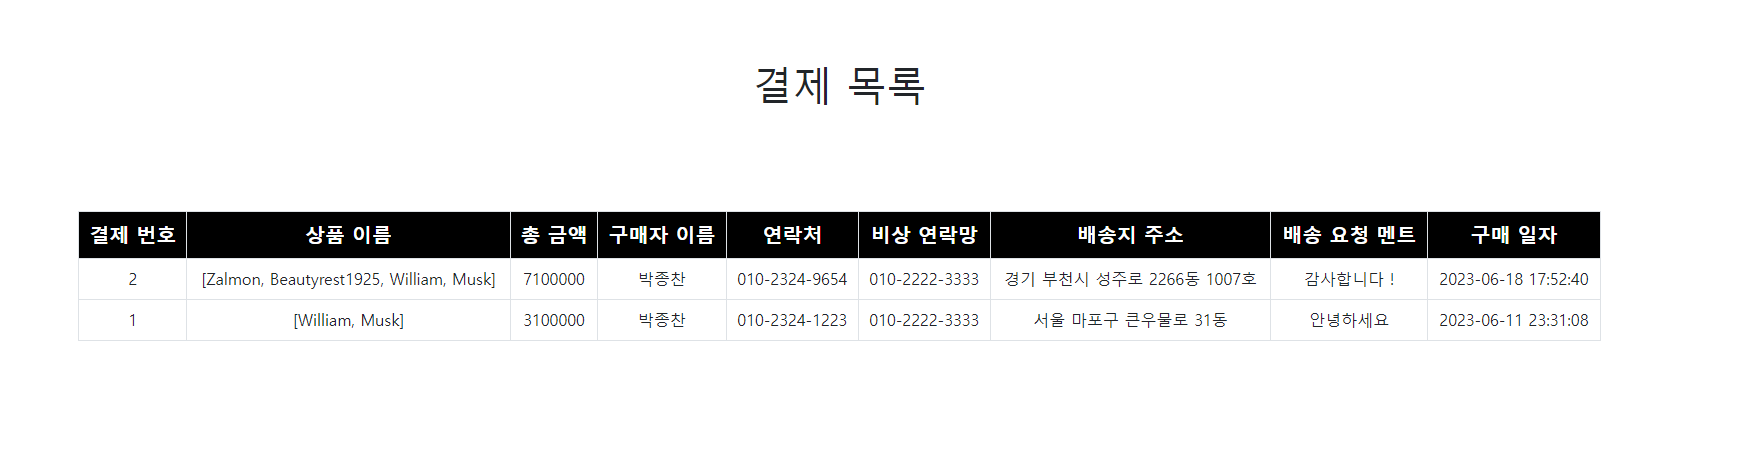 결제 목록
결제 번호 상품 이름 총 금액 구매자 이름 연락처 비상 연락망 배송지 주소 배송 요청 멘트 구매 일자
2 [Zalmon, Beautyrest1925, William, Musk] 7100000 박종찬 010-2324-9654 010-2222-3333 경기 부천시 성주로 2266동 1007호 감사합니다 ! 2023-06-18 17:52:40
1 [William, Musk] 3100000 박종찬 010-2324-1223 010-2222-3333 서울 마포구 큰우물로 31동 안녕하세요 2023-06-11 23:31:08